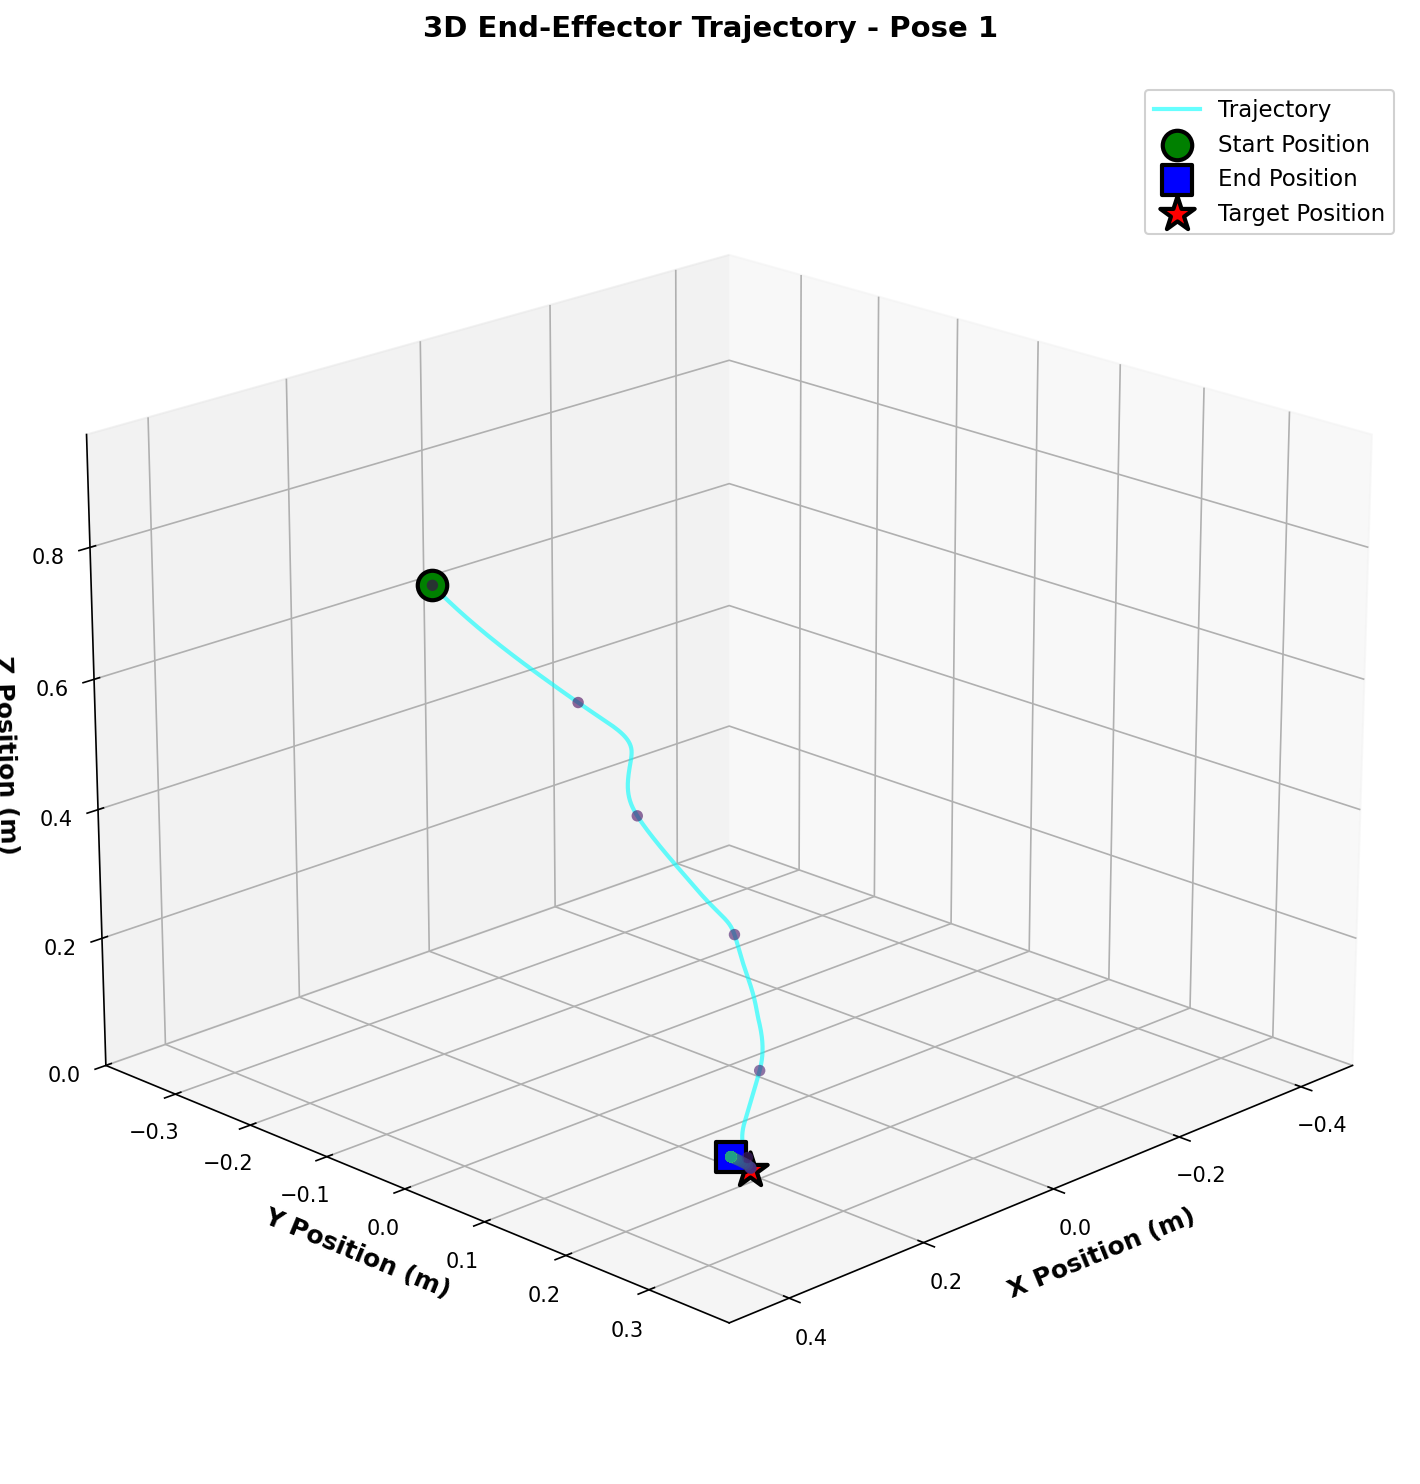 3D End-Effector Trajectory - Pose 1
Trajectory
Start Position
End Position
Target Position
0.8
0.6
0.4
0.2
0.0
Z Position (m)
−0.3
−0.2
−0.1
0.0
0.1
0.2
0.3
Y Position (m)
−0.4
−0.2
0.0
0.2
0.4
X Position (m)